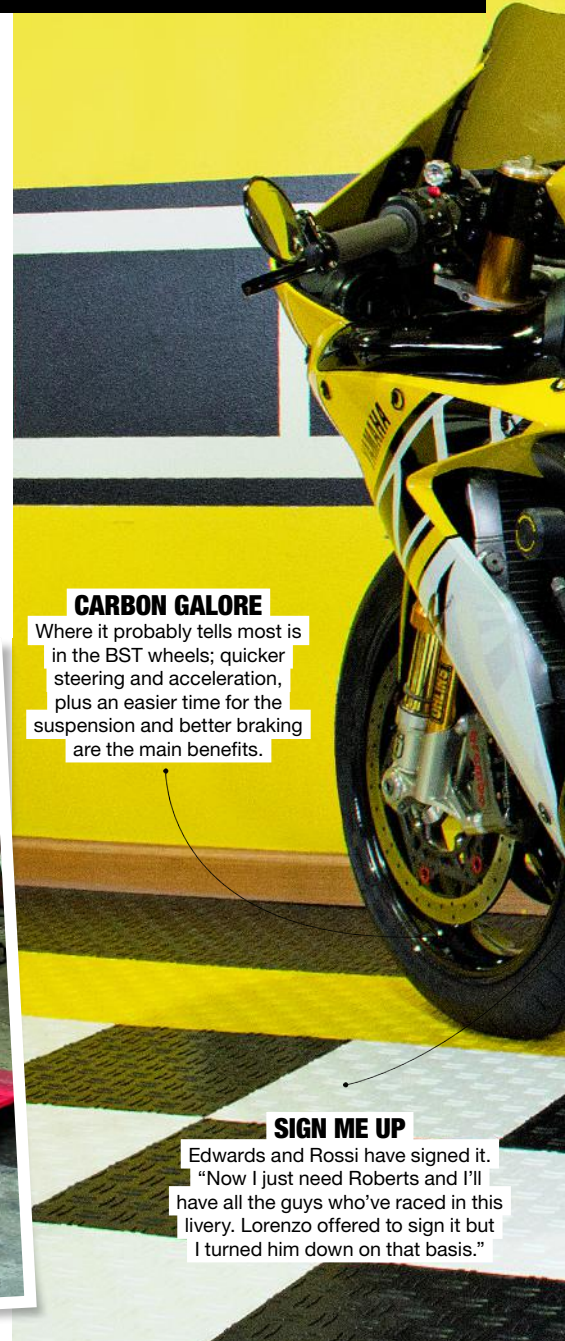 YAMAHA
ÖHLINS
CARBON GALORE
Where it probably tells most is
in the BST wheels; quicker
steering and acceleration,
plus an easier time for the
suspension and better braking
are the main benefits.
SIGN ME UP
Edwards and Rossi have signed it.
“Now I just need Roberts and I’ll
have all the guys who’ve raced in this
livery. Lorenzo offered to sign it but
I turned him down on that basis.”